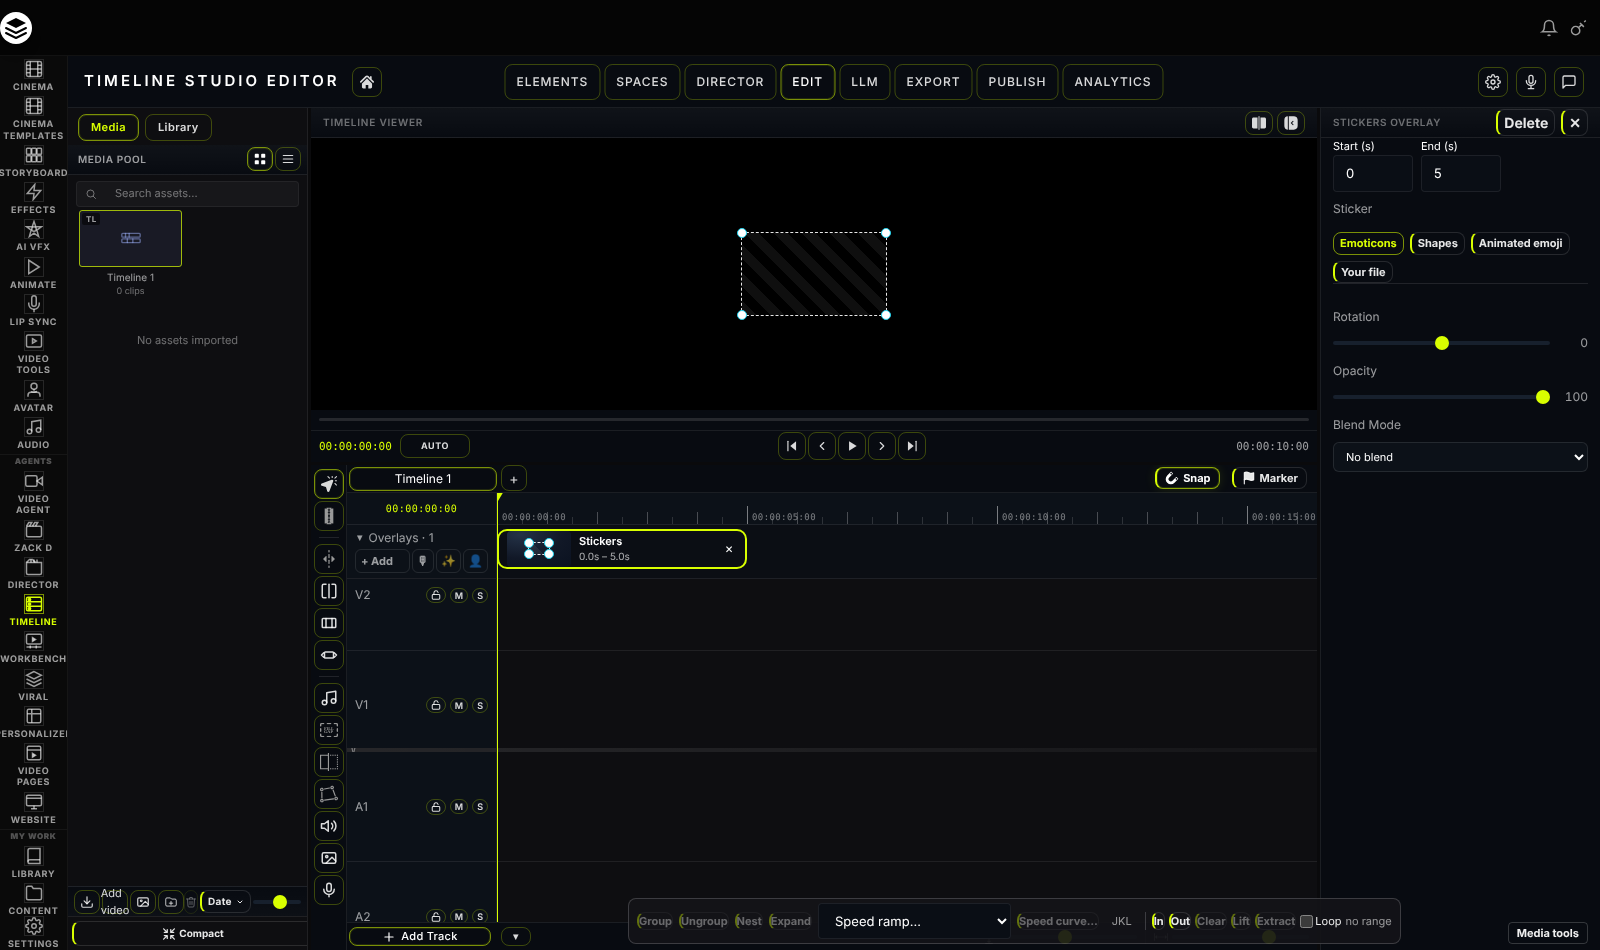 TIMELINE STUDIO EDITOR
ELEMENTS
SPACES
DIRECTOR
EDIT
LLM
EXPORT
PUBLISH
ANALYTICS
CINEMA
CINEMA
TEMPLATES
STORYBOARD
EFFECTS
AI VFX
ANIMATE
LIP SYNC
VIDEO
TOOLS
AVATAR
AUDIO
AGENTS
VIDEO
AGENT
ZACK D
DIRECTOR
TIMELINE
WORKBENCH
VIRAL
PERSONALIZE
VIDEO
PAGES
WEBSITE
MY WORK
LIBRARY
CONTENT
SETTINGS
Media
Library
MEDIA POOL
Search assets...
TL
Timeline 1
0 clips
No assets imported
Add
video
Date
Compact
TIMELINE VIEWER
00:00:00:00
AUTO
00:00:10:00
Timeline 1
+
Snap
Marker
00:00:00:00
00:00:00:00
00:00:05:00
00:00:10:00
00:00:15:00
Overlays · 1
+ Add
Stickers
0.0s – 5.0s
×
V2
M
S
V1
M
S
A1
M
S
A2
M
S
+ Add Track
Group
Ungroup
Nest
Expand
Speed ramp...
Speed curve...
JKL
In
Out
Clear
Lift
Extract
Loop
no range
STICKERS OVERLAY
Delete
×
Start (s)
End (s)
0
5
Sticker
Emoticons
Shapes
Animated emoji
Your file
Rotation
0
Opacity
100
Blend Mode
No blend
Media tools